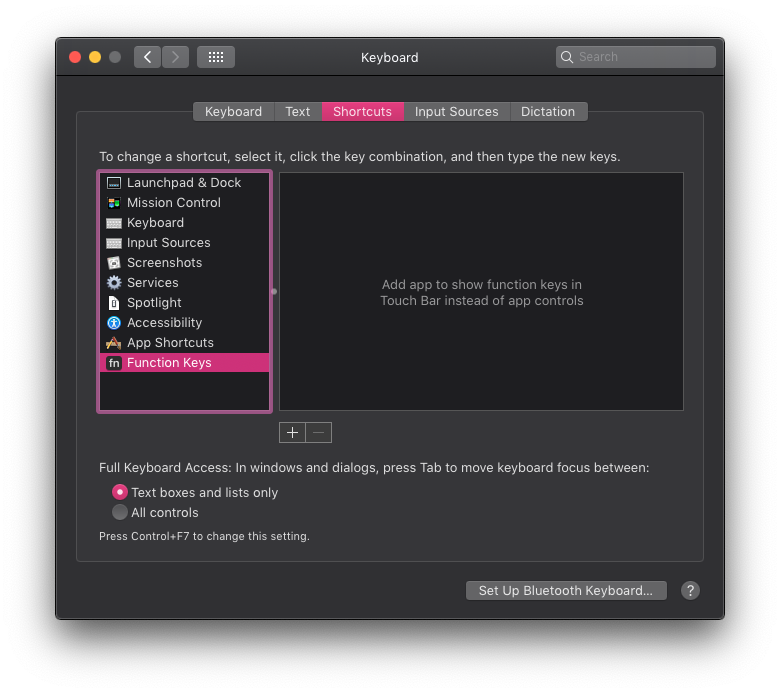 Keyboard
Search
Keyboard
Text
Shortcuts
Input Sources
Dictation
To change a shortcut, select it, click the key combination, and then type the new keys.
Launchpad & Dock
Mission Control
Keyboard
Input Sources
Screenshots
Services
Spotlight
Accessibility
App Shortcuts
fn Function Keys
Add app to show function keys in
Touch Bar instead of app controls
Full Keyboard Access: In windows and dialogs, press Tab to move keyboard focus between:
Text boxes and lists only
All controls
Press Control+F7 to change this setting.
Set Up Bluetooth Keyboard...
?